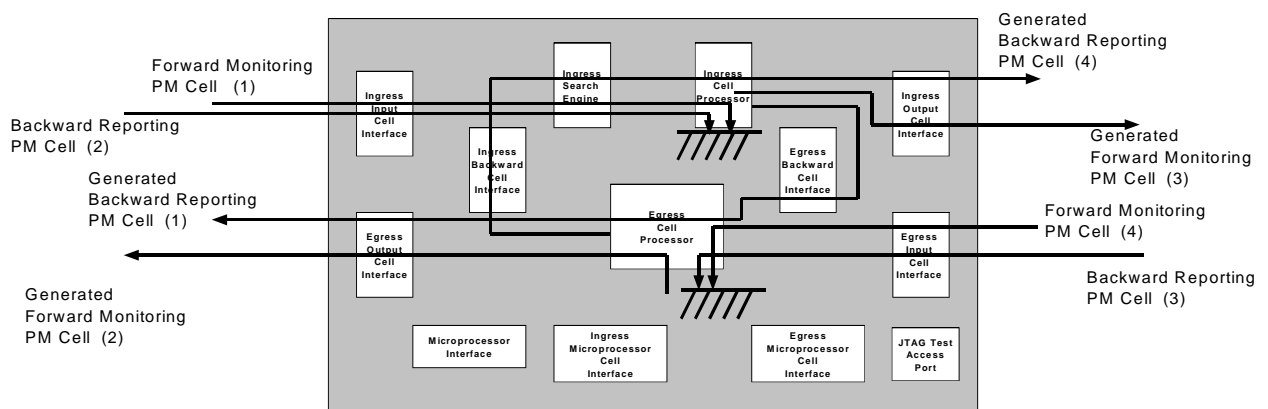 Generated
Backward Reporting
PM Cell (4)
Forward Monitoring
PM Cell (1)
Ingress
Search
Engine
Ingress
Cell
Processor
Ingress
Input
Cell
Interface
Ingress
Output
Cell
Interface
Backward Reporting
PM Cell (2)
Ingress
Backward
Cell
Interface
Egress
Backward
Cell
Interface
Generated
Forward Monitoring
PM Cell (3)
Generated
Backward Reporting
PM Cell (1)
Egress
Cell
Processor
Forward Monitoring
PM Cell (4)
Egress
Output
Cell
Interface
Egress
Input
Cell
Interface
Backward Reporting
PM Cell (3)
Generated
Forward Monitoring
PM Cell (2)
Microprocessor
Interface
Ingress
Microprocessor
Cell
Interface
Egress
Microprocessor
Cell
Interface
JTAG Test
Access
Port